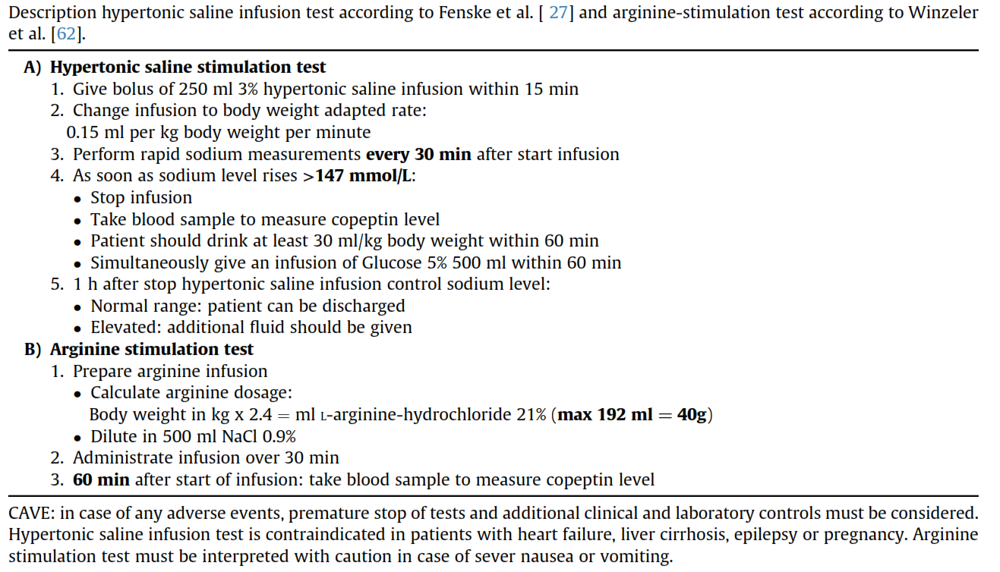 Description hypertonic saline infusion test according to Fenske et al. [ 27] and arginine-stimulation test according to Winzeler
et al. [62].
A) Hypertonic saline stimulation test
1. Give bolus of 250 ml 3% hypertonic saline infusion within 15 min
2. Change infusion to body weight adapted rate:
0.15 ml per kg body weight per minute
3. Perform rapid sodium measurements every 30 min after start infusion
4. As soon as sodium level rises >147 mmol/L:
• Stop infusion
• Take blood sample to measure copeptin level
• Patient should drink at least 30 ml/kg body weight within 60 min
• Simultaneously give an infusion of Glucose 5% 500 ml within 60 min
5. 1 h after stop hypertonic saline infusion control sodium level:
• Normal range: patient can be discharged
• Elevated: additional fluid should be given
B) Arginine stimulation test
1. Prepare arginine infusion
• Calculate arginine dosage:
Body weight in kg x 2.4 = ml L-arginine-hydrochloride 21% (max 192 ml = 40g)
• Dilute in 500 ml NaCl 0.9%
2. Administrate infusion over 30 min
3. 60 min after start of infusion: take blood sample to measure copeptin level
CAVE: in case of any adverse events, premature stop of tests and additional clinical and laboratory controls must be considered.
Hypertonic saline infusion test is contraindicated in patients with heart failure, liver cirrhosis, epilepsy or pregnancy. Arginine
stimulation test must be interpreted with caution in case of sever nausea or vomiting.